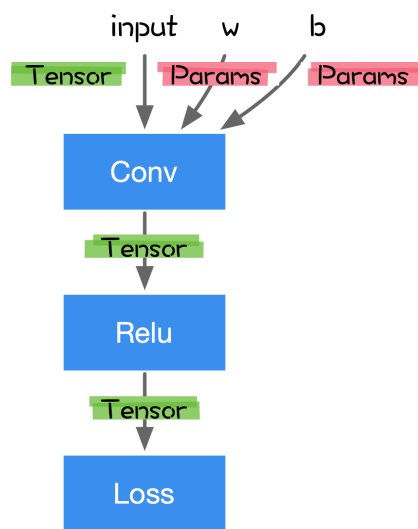 input w b
Tensor Params Params
Conv
Tensor
Relu
Tensor
Loss